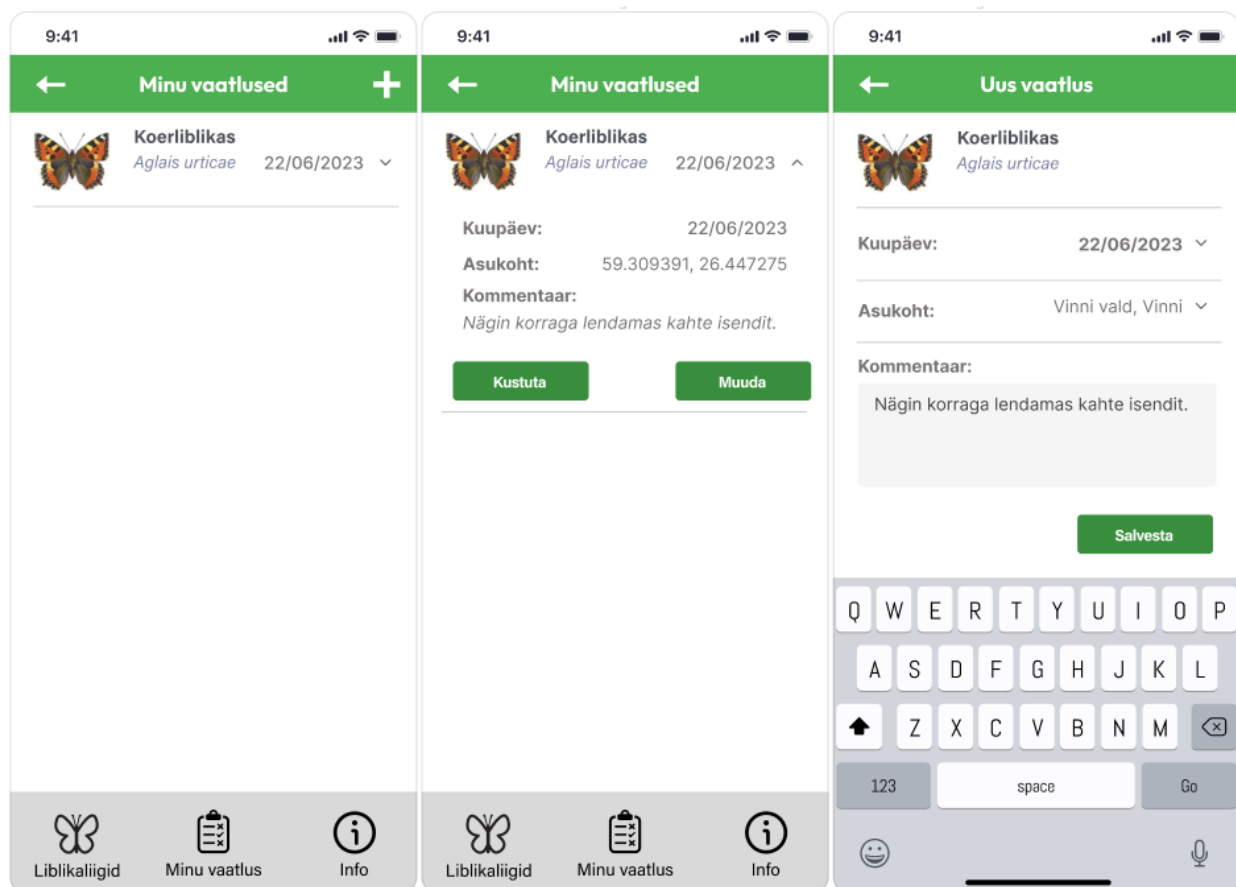 9:41
Minu vaatlused
Koerliblikas
Aglais urticae 22/06/2023
Liblikaliigid Minu vaatlus Info
9:41
Minu vaatlused
Koerliblikas
Aglais urticae 22/06/2023
Kuupäev: 22/06/2023
Asukoht: 59.309391, 26.447275
Kommentaar:
Nägin korraga lendamas kahte isendit.
Kustuta Muuda
Liblikaliigid Minu vaatlus Info
9:41
Uus vaatlus
Koerliblikas
Aglais urticae
Kuupäev: 22/06/2023
Asukoht: Vinni vald, Vinni
Kommentaar:
Nägin korraga lendamas kahte isendit.
Salvesta
Q W E R T Y U I O P
A S D F G H J K L
Z X C V B N M
123 space Go